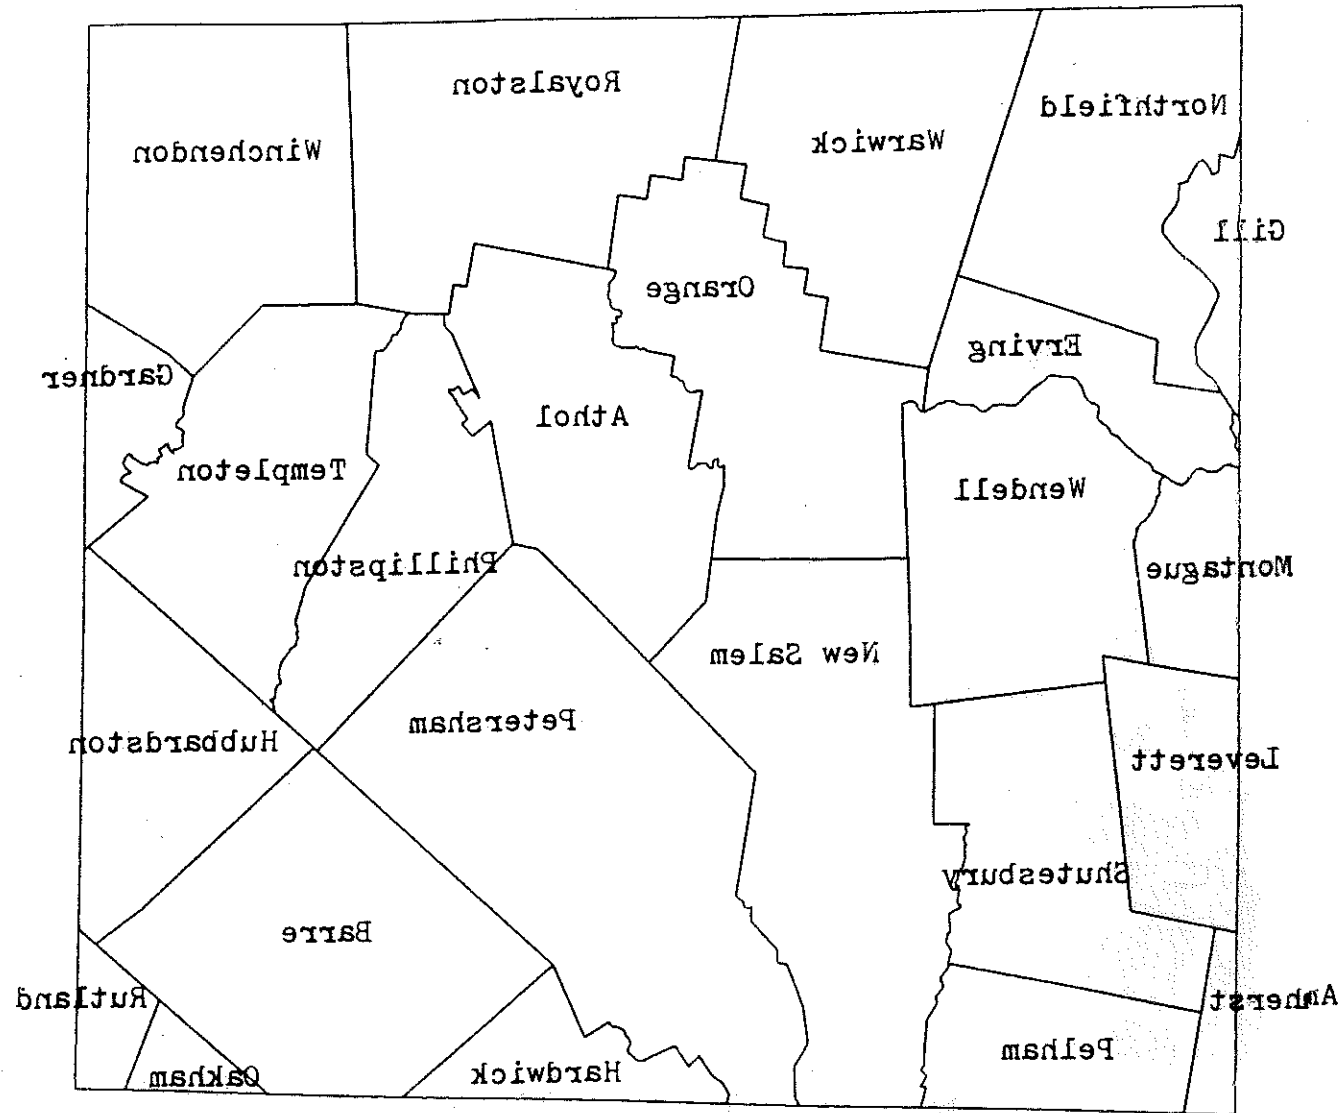 Royalston
Northfield
Warwick
Winchendon
Gill
Orange
Erving
Gardner
Athol
Templeton
Wendell
Phillipston
Montague
New Salem
Petersham
Hubbardston
Leverett
Shutesbury
Barre
Rutland
Amherst
Pelham
Hardwick
Oakham